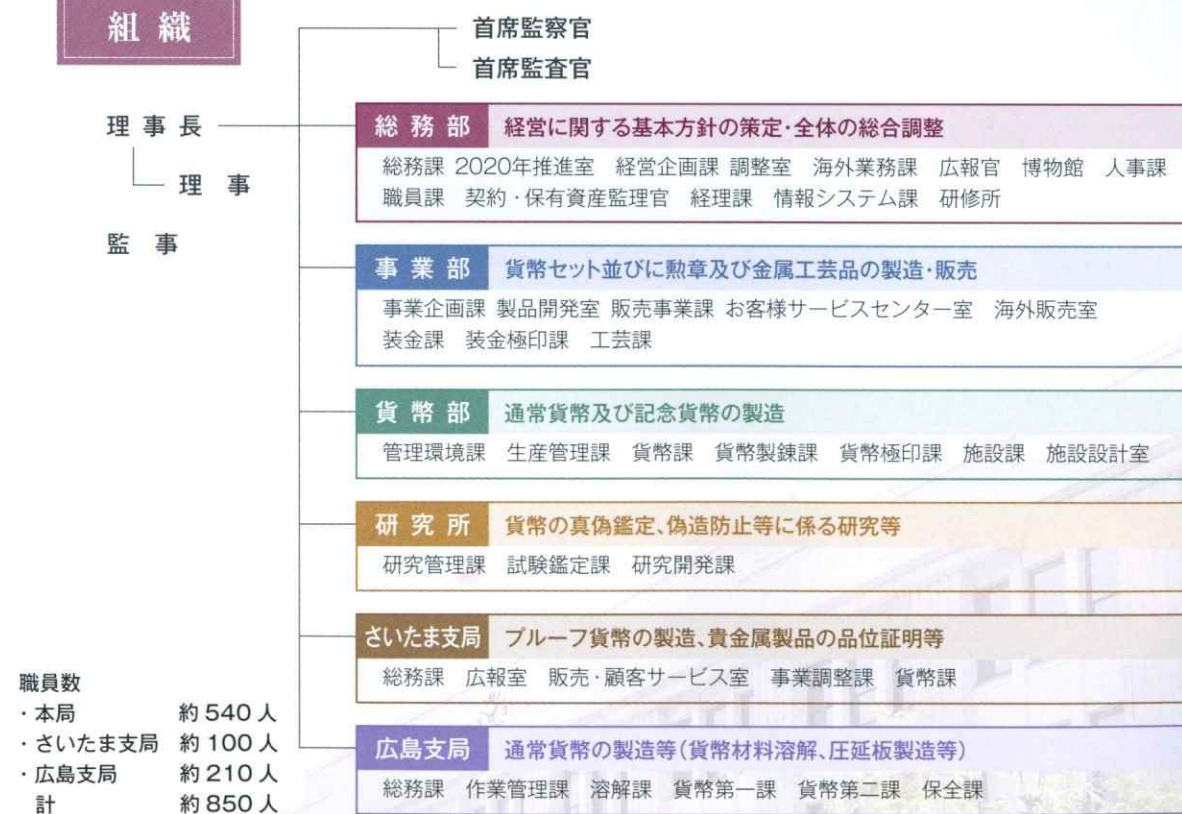 組織
首席監察官
首席監査官
理事長
理事
監事
総務部 経営に関する基本方針の策定・全体の総合調整
総務課 2020年推進室 経営企画課 調整室 海外業務課 広報官 博物館 人事課
職員課 契約・保有資産監理官 経理課 情報システム課 研修所
事業部 貨幣セット並びに勲章及び金属工芸品の製造・販売
事業企画課 製品開発室 販売事業課 お客様サービスセンター室 海外販売室
装金課 装金極印課 工芸課
貨幣部 通常貨幣及び記念貨幣の製造
管理環境課 生産管理課 貨幣課 貨幣製錬課 貨幣極印課 施設課 施設設計室
研究所 貨幣の真偽鑑定、偽造防止等に係る研究等
研究管理課 試験鑑定課 研究開発課
さいたま支局 プルーフ貨幣の製造、貴金属製品の品位証明等
総務課 広報室 販売・顧客サービス室 事業調整課 貨幣課
広島支局 通常貨幣の製造等(貨幣材料溶解、圧延板製造等)
総務課 作業管理課 溶解課 貨幣第一課 貨幣第二課 保全課
職員数
・本局 約540人
・さいたま支局 約100人
・広島支局 約210人
計 約850人